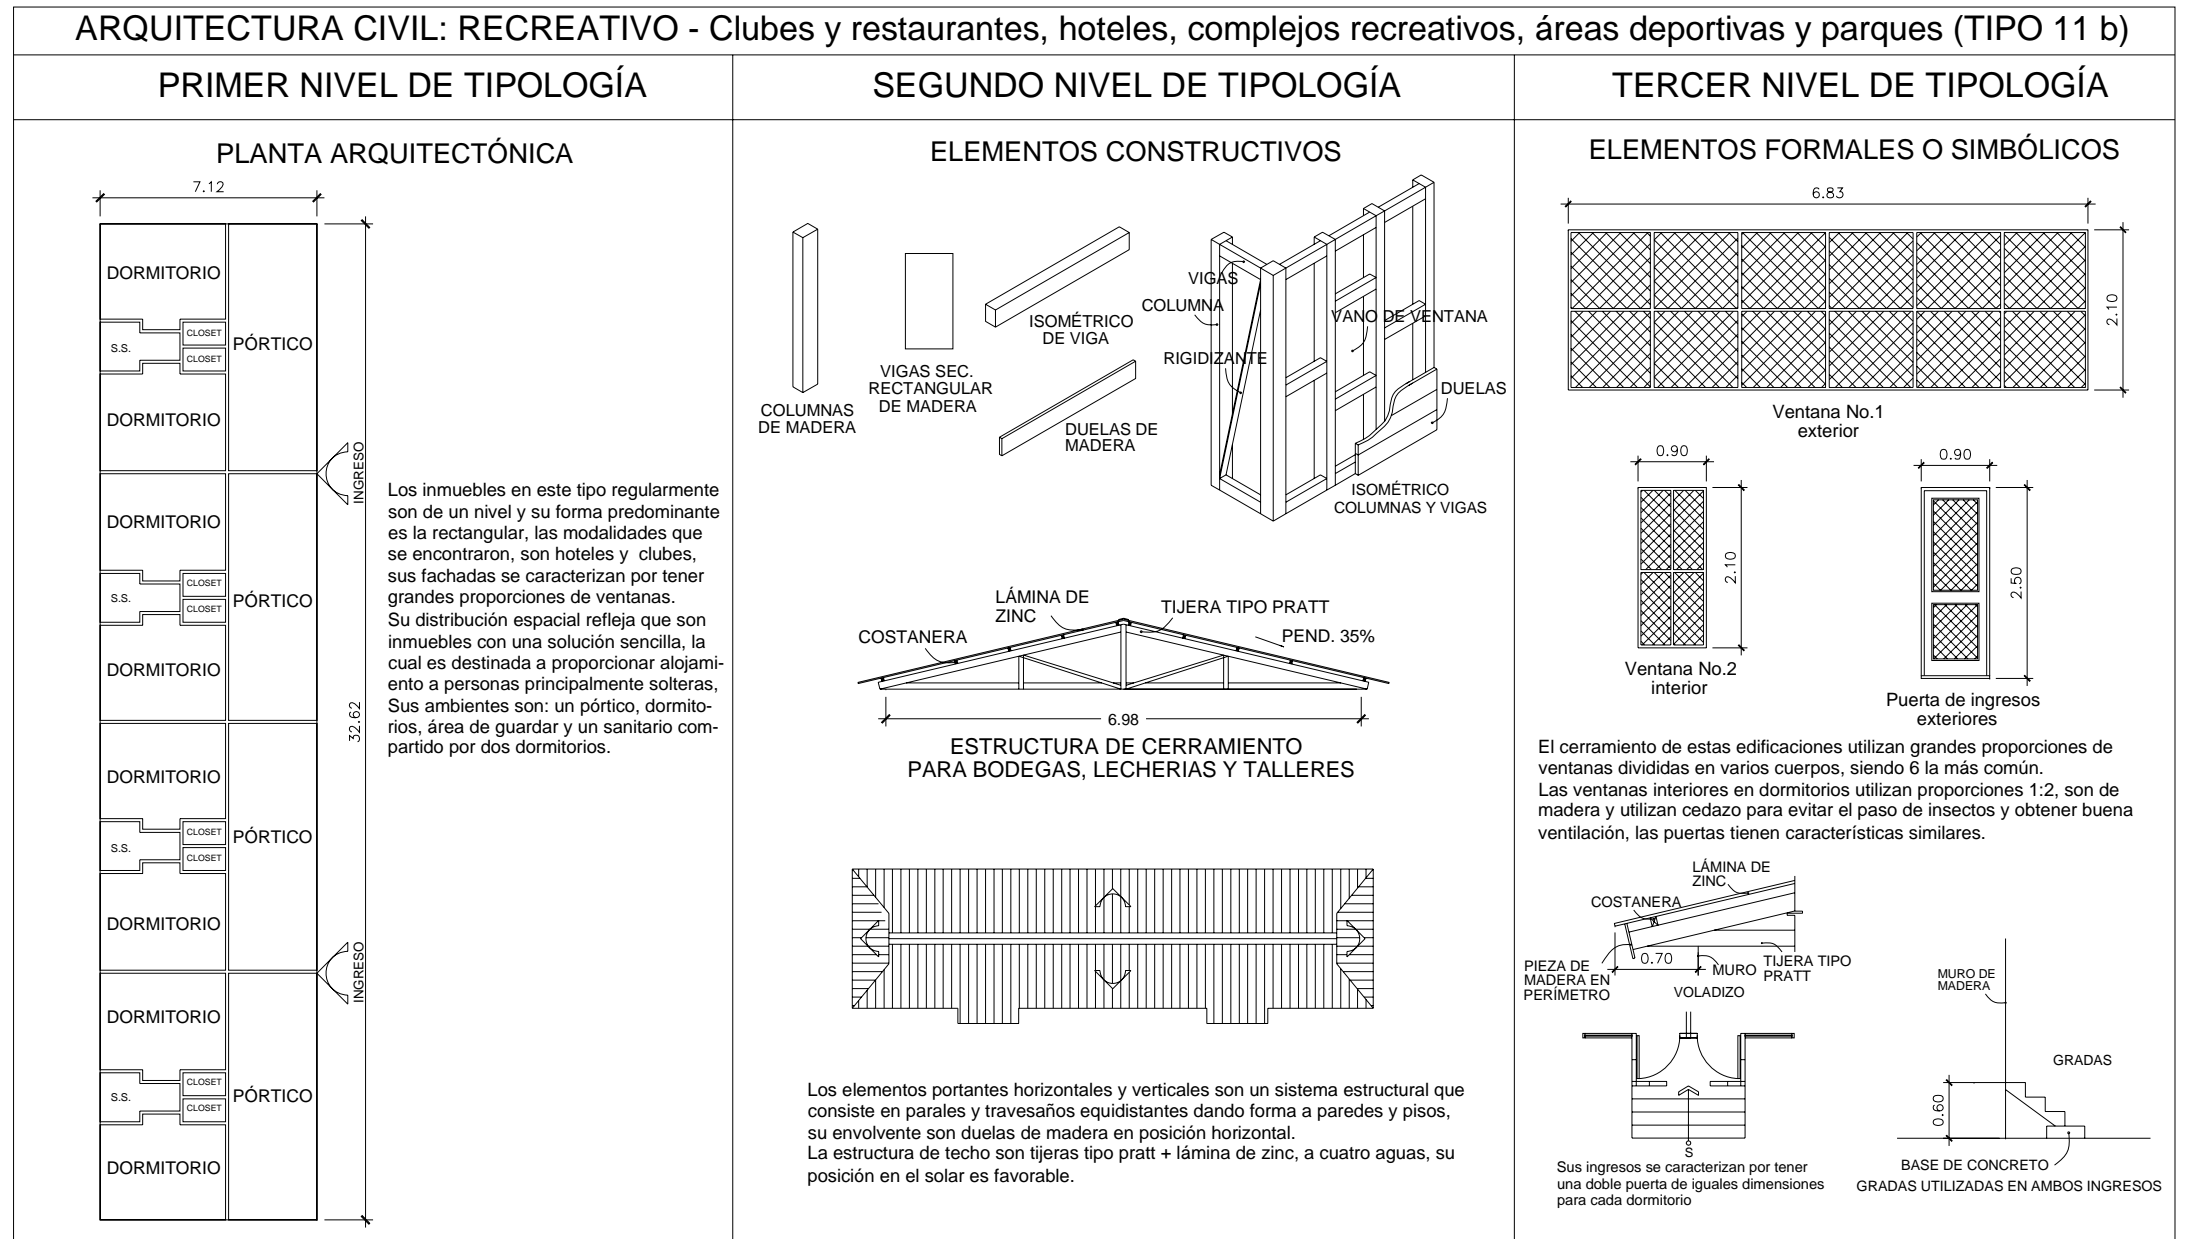 ARQUITECTURA CIVIL: RECREATIVO - Clubes y restaurantes, hoteles, complejos recreativos, áreas deportivas y parques (TIPO 11 b)
PRIMER NIVEL DE TIPOLOGÍA
PLANTA ARQUITECTÓNICA
7.12
DORMITORIO
S.S.
CLOSET
CLOSET
PÓRTICO
DORMITORIO
INGRESO
DORMITORIO
S.S.
CLOSET
CLOSET
PÓRTICO
DORMITORIO
32.62
DORMITORIO
S.S.
CLOSET
CLOSET
PÓRTICO
DORMITORIO
INGRESO
DORMITORIO
S.S.
CLOSET
CLOSET
PÓRTICO
DORMITORIO
Los inmuebles en este tipo regularmente
son de un nivel y su forma predominante
es la rectangular, las modalidades que
se encontraron, son hoteles y clubes,
sus fachadas se caracterizan por tener
grandes proporciones de ventanas.
Su distribución espacial refleja que son
inmuebles con una solución sencilla, la
cual es destinada a proporcionar alojami-
ento a personas principalmente solteras,
Sus ambientes son: un pórtico, dormito-
rios, área de guardar y un sanitario com-
partido por dos dormitorios.
SEGUNDO NIVEL DE TIPOLOGÍA
ELEMENTOS CONSTRUCTIVOS
COLUMNAS
DE MADERA
VIGAS SEC.
RECTANGULAR
DE MADERA
ISOMÉTRICO
DE VIGA
DUELAS DE
MADERA
VIGAS
COLUMNA
VANO DE VENTANA
RIGIDIZANTE
DUELAS
ISOMÉTRICO
COLUMNAS Y VIGAS
LÁMINA DE
ZINC
TIJERA TIPO PRATT
COSTANERA
PEND. 35%
6.98
ESTRUCTURA DE CERRAMIENTO
PARA BODEGAS, LECHERIAS Y TALLERES
Los elementos portantes horizontales y verticales son un sistema estructural que
consiste en parales y travesaños equidistantes dando forma a paredes y pisos,
su envolvente son duelas de madera en posición horizontal.
La estructura de techo son tijeras tipo pratt + lámina de zinc, a cuatro aguas, su
posición en el solar es favorable.
TERCER NIVEL DE TIPOLOGÍA
ELEMENTOS FORMALES O SIMBÓLICOS
6.83
2.10
Ventana No.1
exterior
0.90
2.10
Ventana No.2
interior
0.90
2.50
Puerta de ingresos
exteriores
El cerramiento de estas edificaciones utilizan grandes proporciones de
ventanas divididas en varios cuerpos, siendo 6 la más común.
Las ventanas interiores en dormitorios utilizan proporciones 1:2, son de
madera y utilizan cedazo para evitar el paso de insectos y obtener buena
ventilación, las puertas tienen características similares.
LÁMINA DE
ZINC
COSTANERA
PIEZA DE
MADERA EN
PERÍMETRO
0.70
MURO
TIJERA TIPO
PRATT
VOLADIZO
S
Sus ingresos se caracterizan por tener
una doble puerta de iguales dimensiones
para cada dormitorio
MURO DE
MADERA
GRADAS
0.60
BASE DE CONCRETO
GRADAS UTILIZADAS EN AMBOS INGRESOS